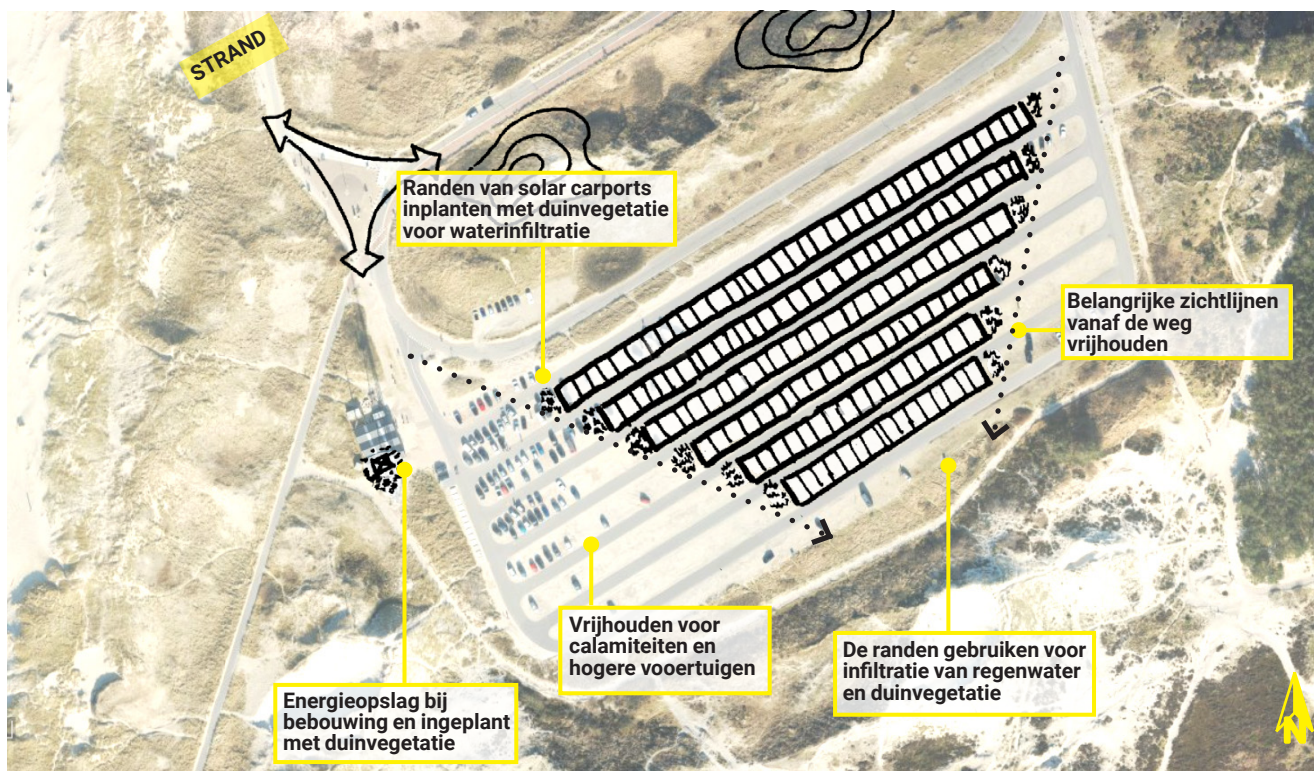 STRAND
Randen van solar carports
inplanten met duinvegetatie
voor waterinfiltratie
Belangrijke zichtlijnen
vanaf de weg
vrijhouden
Vrijhouden voor
calamiteiten en
hogere vooertuigen
De randen gebruiken voor
infiltratie van regenwater
en duinvegetatie
Energieopslag bij
bebouwing en ingeplant
met duinvegetatie
N